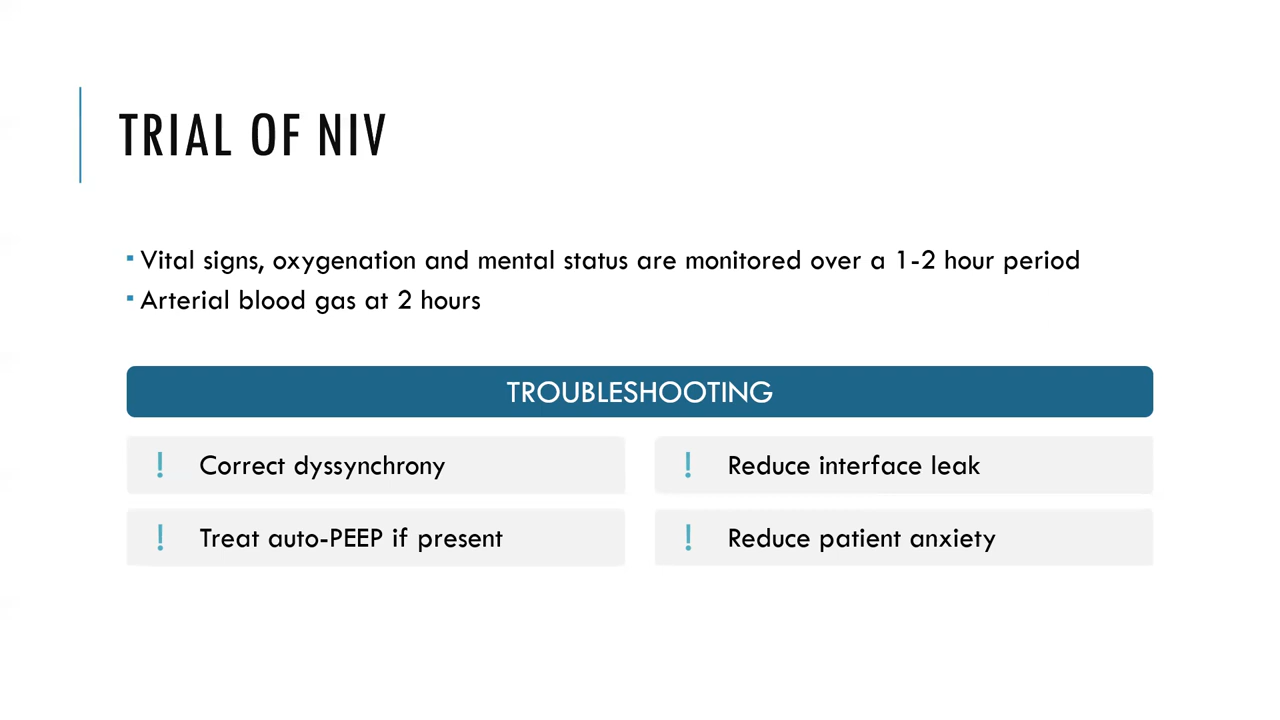 TRIAL OF NIV
▪ Vital signs, oxygenation and mental status are monitored over a 1-2 hour period
▪ Arterial blood gas at 2 hours
TROUBLESHOOTING
! Correct dyssynchrony
! Reduce interface leak
! Treat auto-PEEP if present
! Reduce patient anxiety